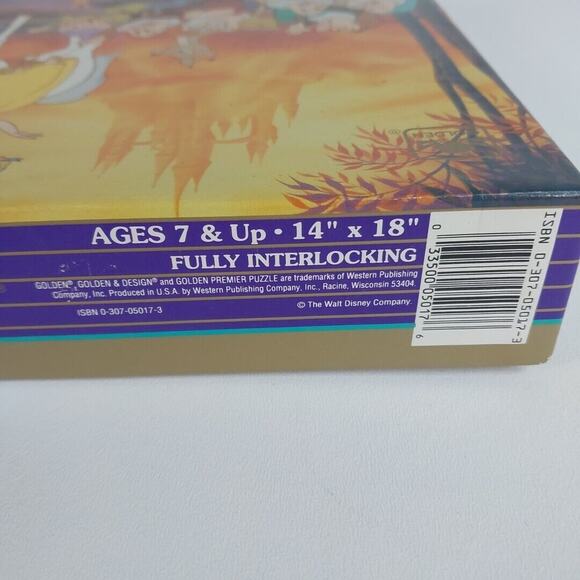 GOLDEN®
AGES 7 & Up • 14" x 18"
FULLY INTERLOCKING
GOLDEN®, GOLDEN & DESIGN® and GOLDEN PREMIER PUZZLE are trademarks of Western Publishing
Company, Inc. Produced in U.S.A. by Western Publishing Company, Inc., Racine, Wisconsin 53404.
ISBN 0-307-05017-3
© The Walt Disney Company.
ISBN 0-307-05017-3
0 33500 05017 6